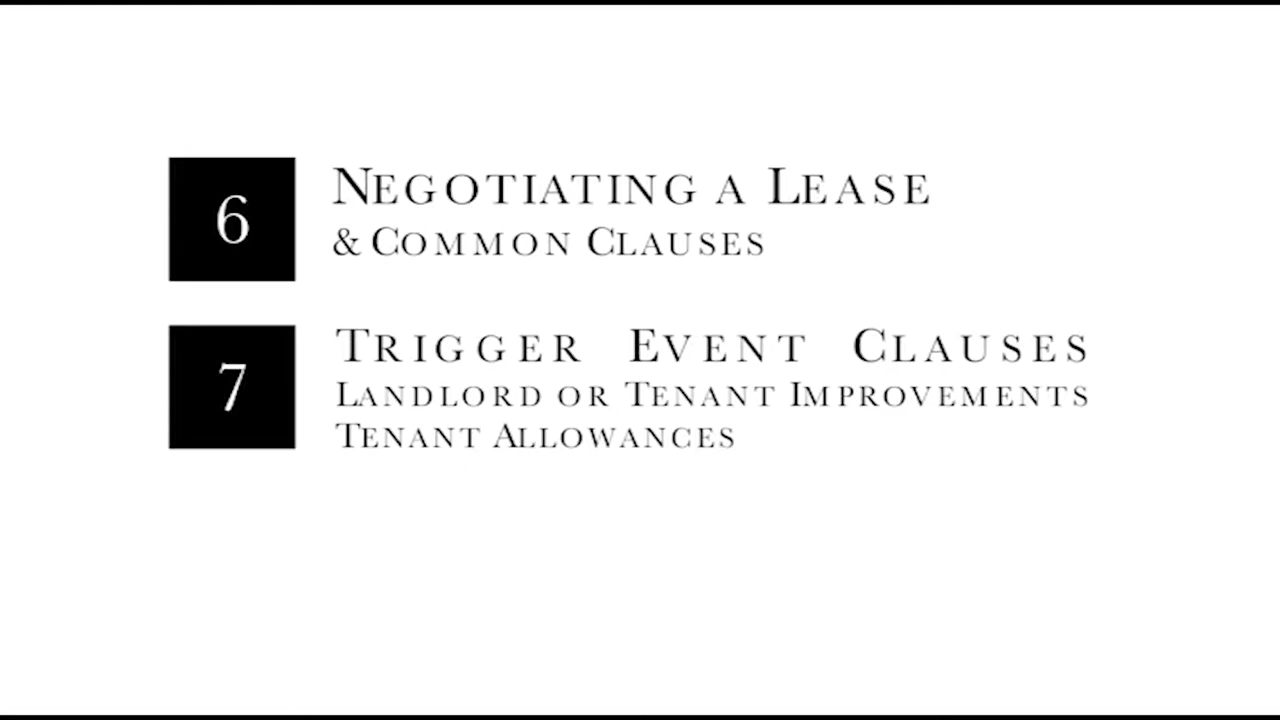 6
NEGOTIATING A LEASE
& COMMON CLAUSES
7
TRIGGER EVENT CLAUSES
LANDLORD OR TENANT IMPROVEMENTS
TENANT ALLOWANCES